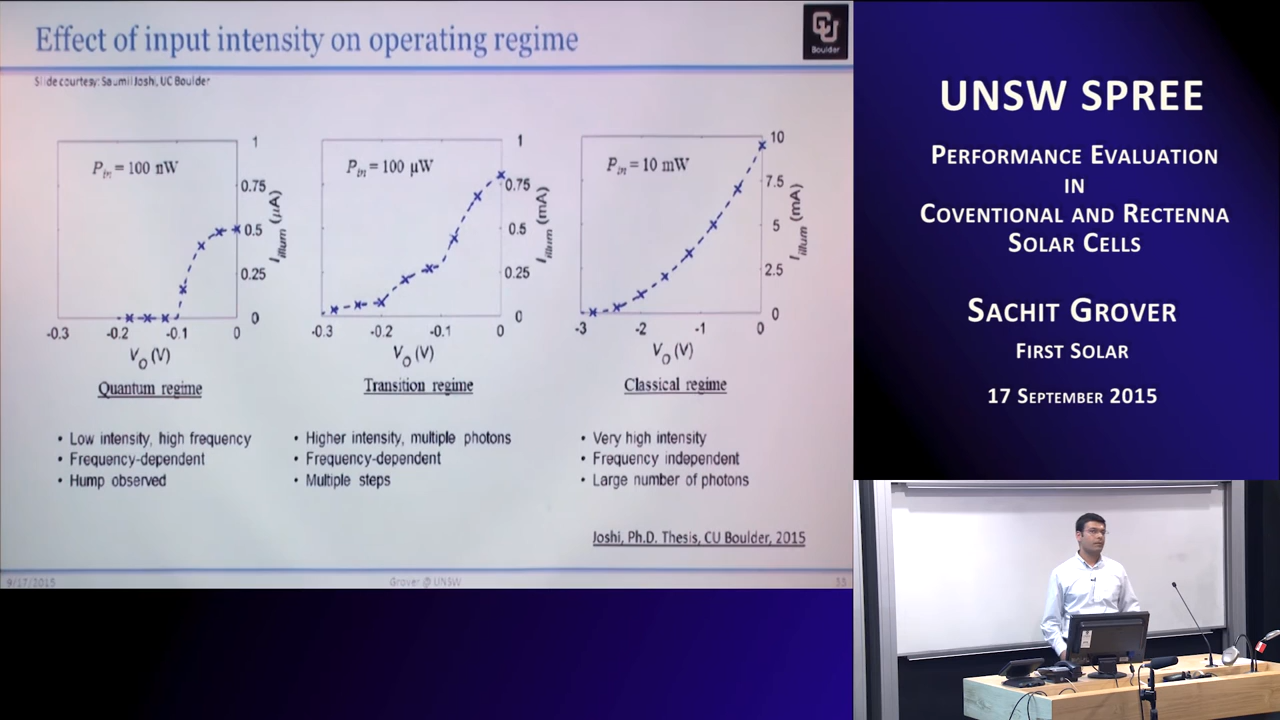 Effect of input intensity on operating regime
CU
Boulder
Slide courtesy: Saumil Joshi, UC Boulder
P_in = 100 nW
1
0.75
0.5
0.25
0
I_illum (μA)
-0.3 -0.2 -0.1 0
V_O (V)
Quantum regime
• Low intensity, high frequency
• Frequency-dependent
• Hump observed
P_in = 100 μW
1
0.75
0.5
0.25
0
I_illum (mA)
-0.3 -0.2 -0.1 0
V_O (V)
Transition regime
• Higher intensity, multiple photons
• Frequency-dependent
• Multiple steps
P_in = 10 mW
10
7.5
5
2.5
0
I_illum (mA)
-3 -2 -1 0
V_O (V)
Classical regime
• Very high intensity
• Frequency independent
• Large number of photons
Joshi, Ph.D. Thesis, CU Boulder, 2015
9/17/2015 Grover @ UNSW 33
UNSW SPREE
PERFORMANCE EVALUATION
IN
COVENTIONAL AND RECTENNA
SOLAR CELLS
SACHIT GROVER
FIRST SOLAR
17 SEPTEMBER 2015